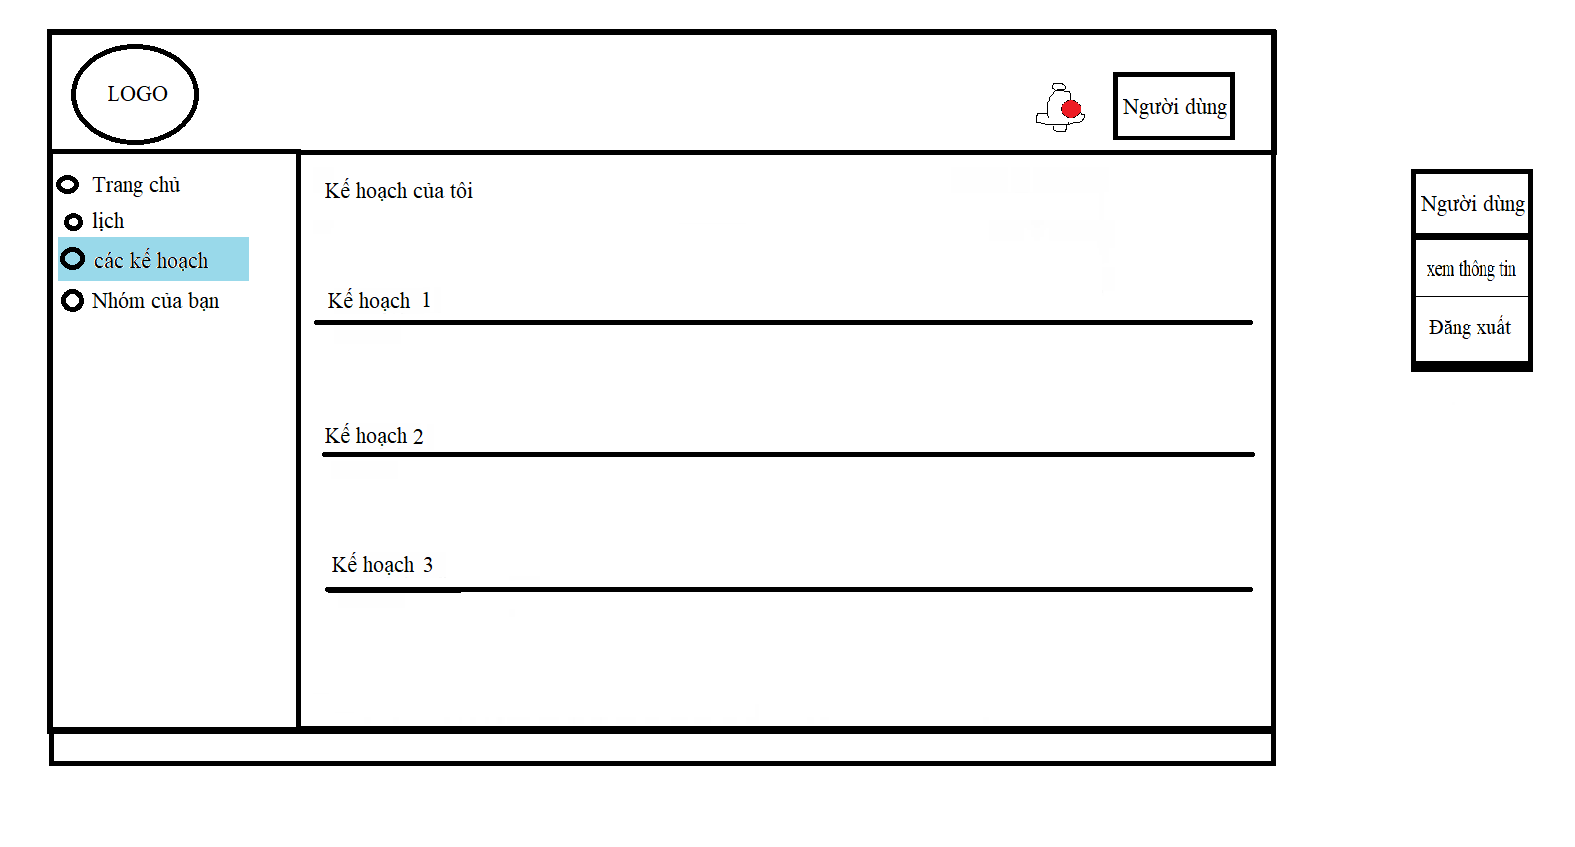 LOGO
Người dùng
Trang chủ
lịch
các kế hoạch
Nhóm của bạn
Kế hoạch của tôi
Kế hoạch 1
Kế hoạch 2
Kế hoạch 3
Người dùng
xem thông tin
Đăng xuất